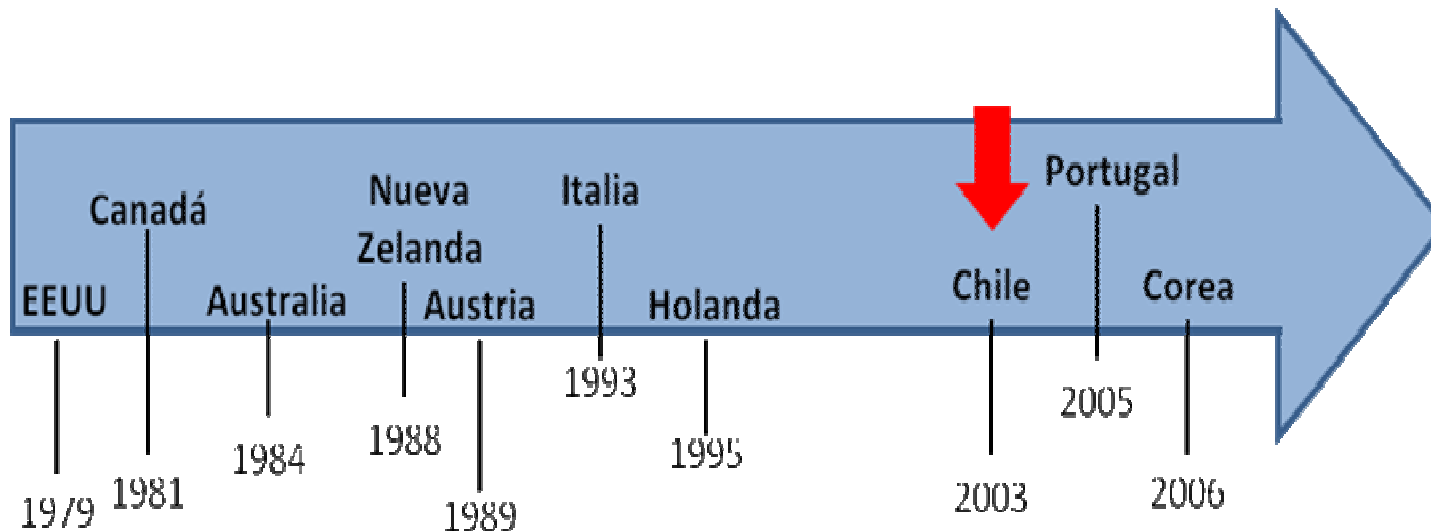 EEUU
Canadá
Australia
Nueva
Zelanda
Austria
Italia
Holanda
Chile
Portugal
Corea
1979
1981
1984
1988
1989
1993
1995
2003
2005
2006